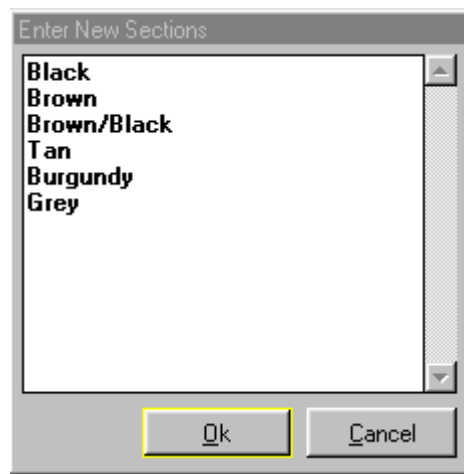 Enter New Sections
Black
Brown
Brown/Black
Tan
Burgundy
Grey
Ok
Cancel